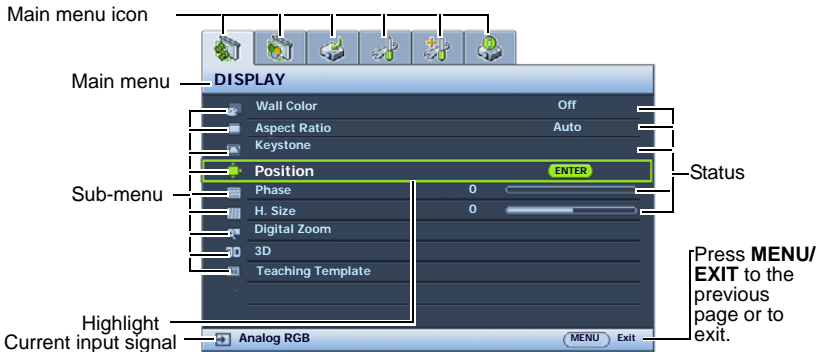 Main menu icon
Main menu
DISPLAY
Wall Color Off
Aspect Ratio Auto
Keystone
Position ENTER
Phase 0
H. Size 0
Digital Zoom
3D 3D
Teaching Template
Sub-menu
Status
Press MENU/
EXIT to the
previous
page or to
exit.
Highlight
Current input signal
Analog RGB
MENU Exit